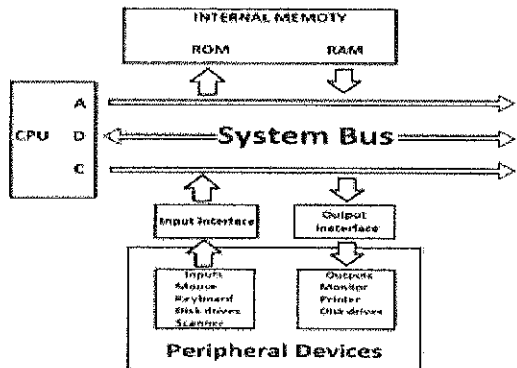 INTERNAL MEMOTY
ROM RAM
A
CPU D System Bus
C
Input Interface Output
Ineterface
Inputs Outputs
Mouse Monitor
Keyboard Printer
Disk drives Disk drives
Scanner
Peripheral Devices